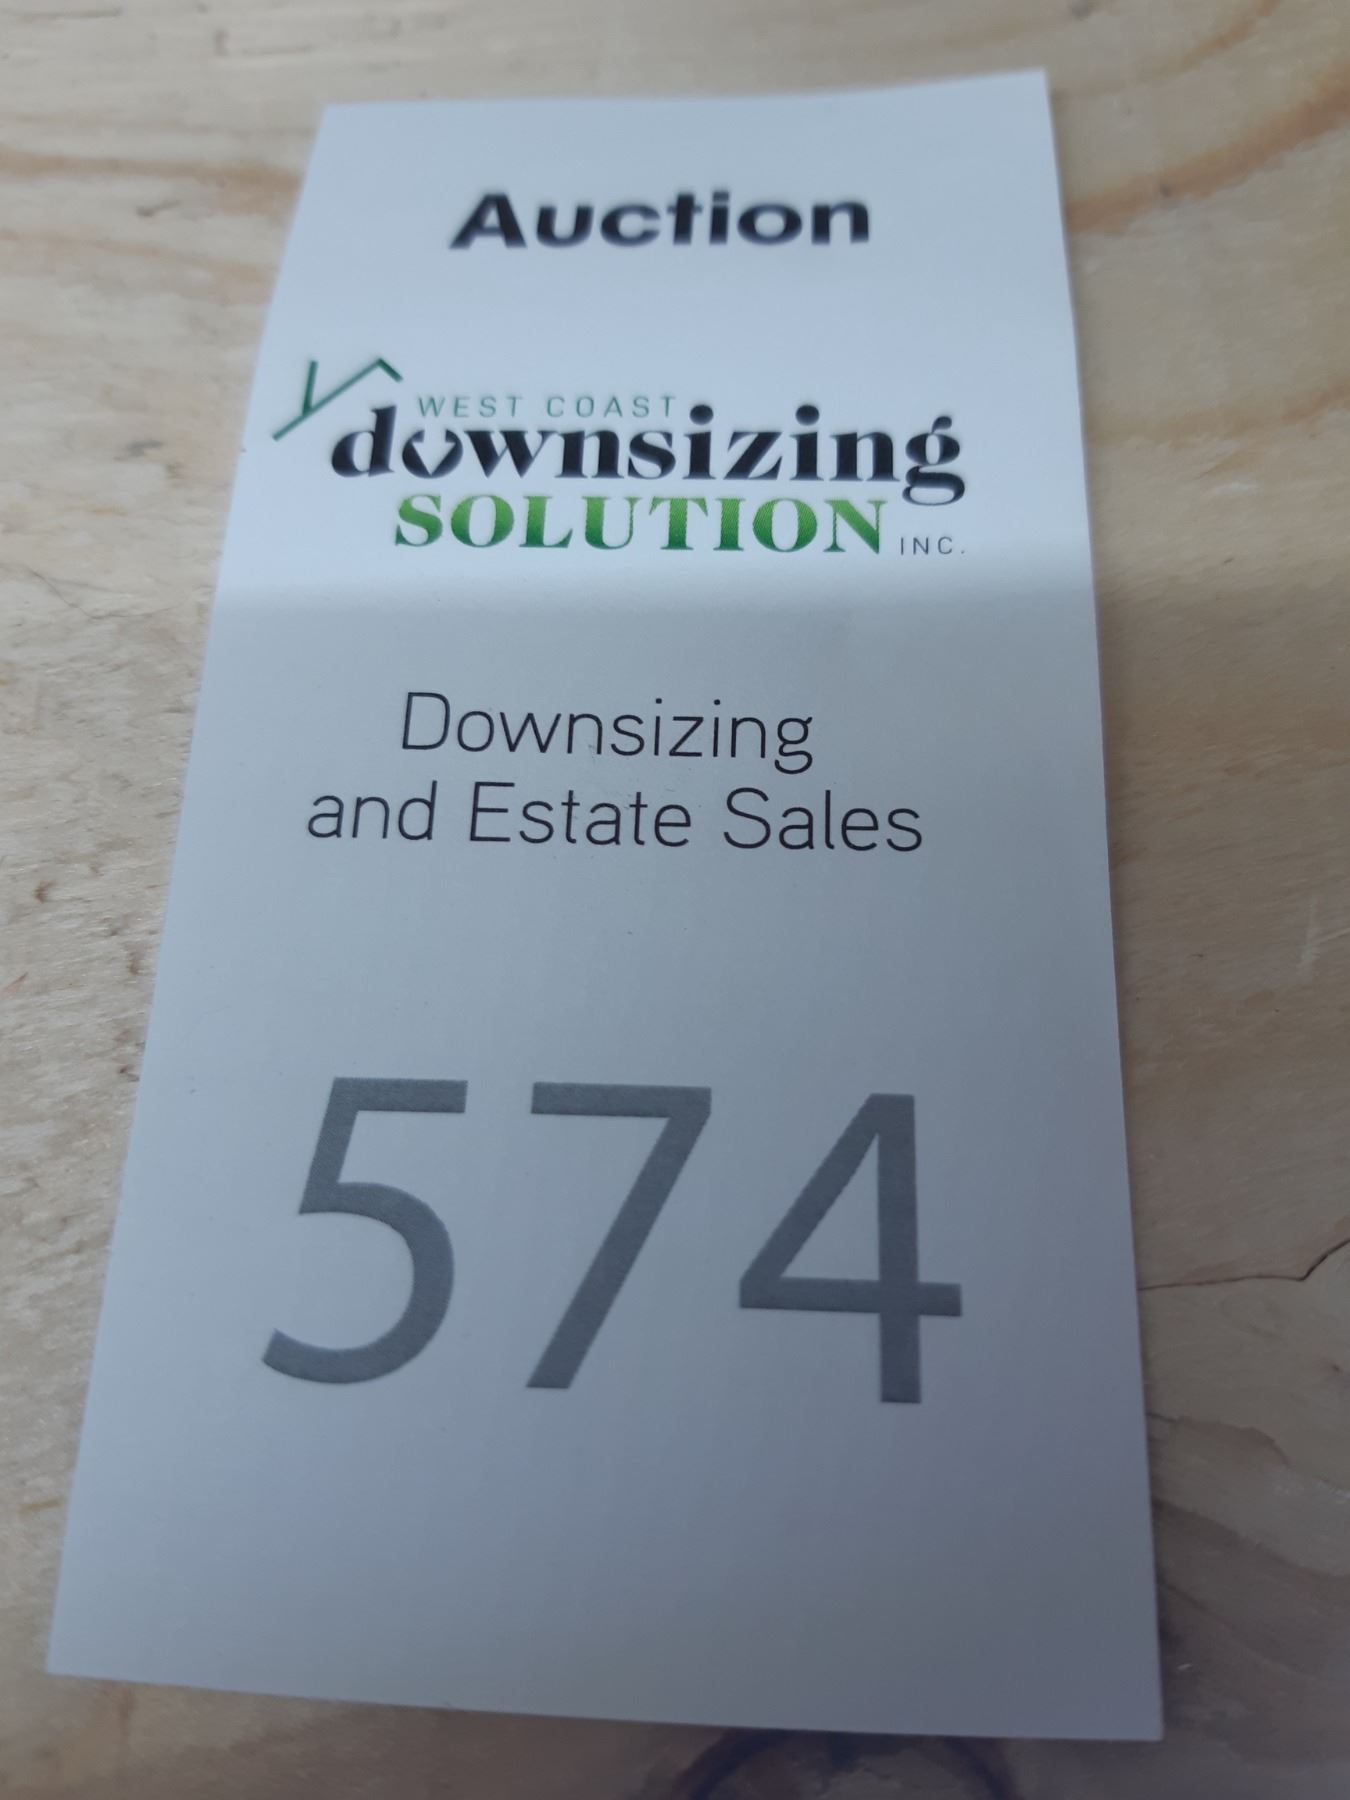 Auction
WEST COAST
downsizing
SOLUTION INC.
Downsizing
and Estate Sales
574